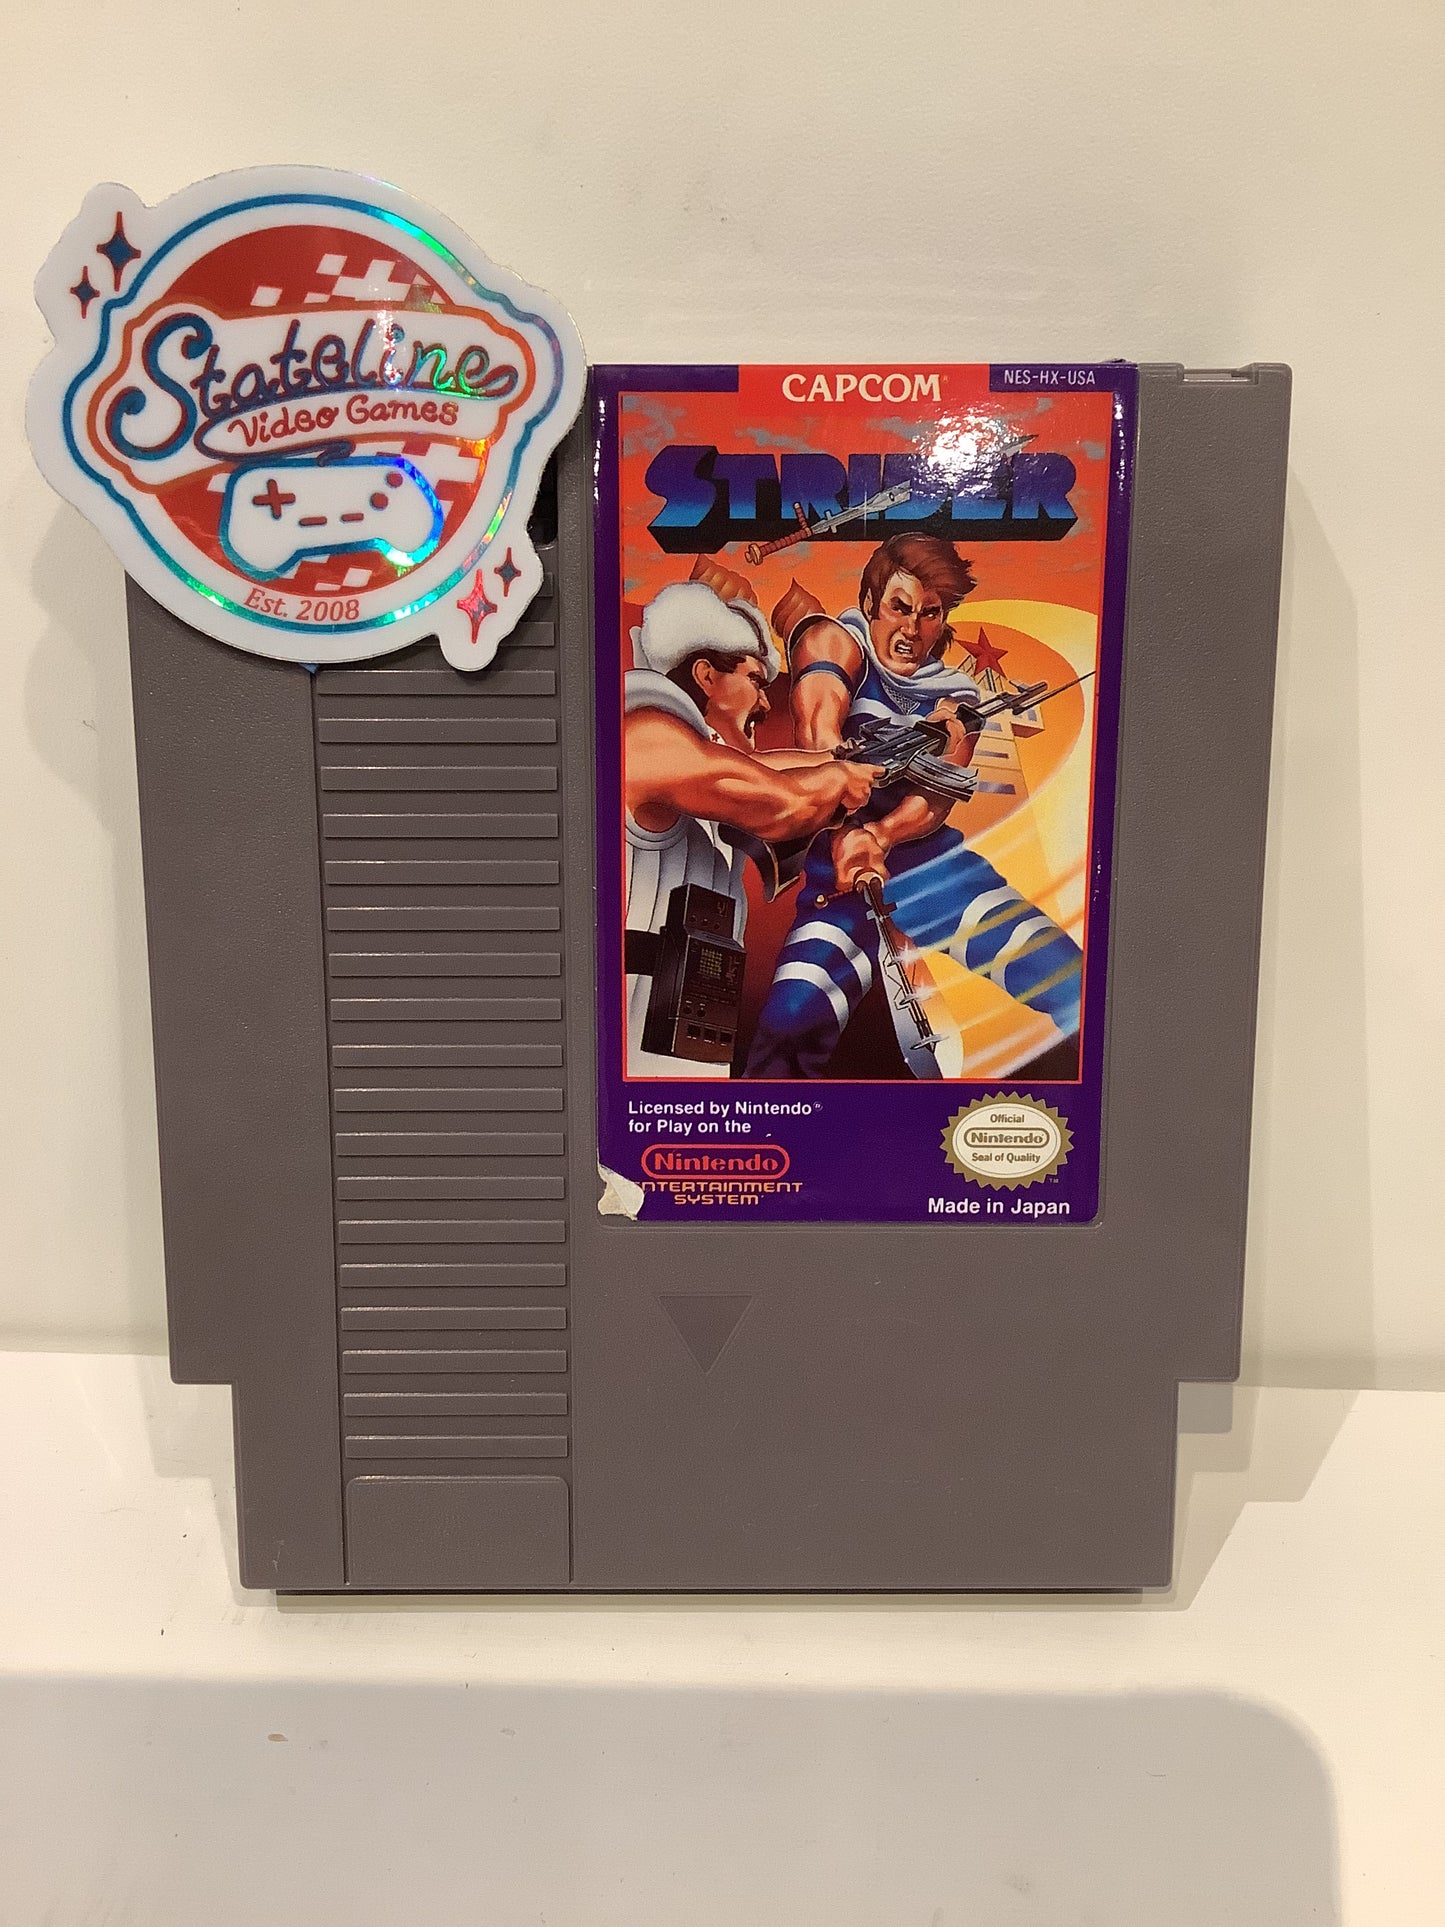 Stateline
Video Games
Est. 2008
CAPCOM®
NES-HX-USA
STRIDER
Licensed by Nintendo®
for Play on the
Nintendo
ENTERTAINMENT
SYSTEM
Official
Nintendo
Seal of Quality
TM
Made in Japan